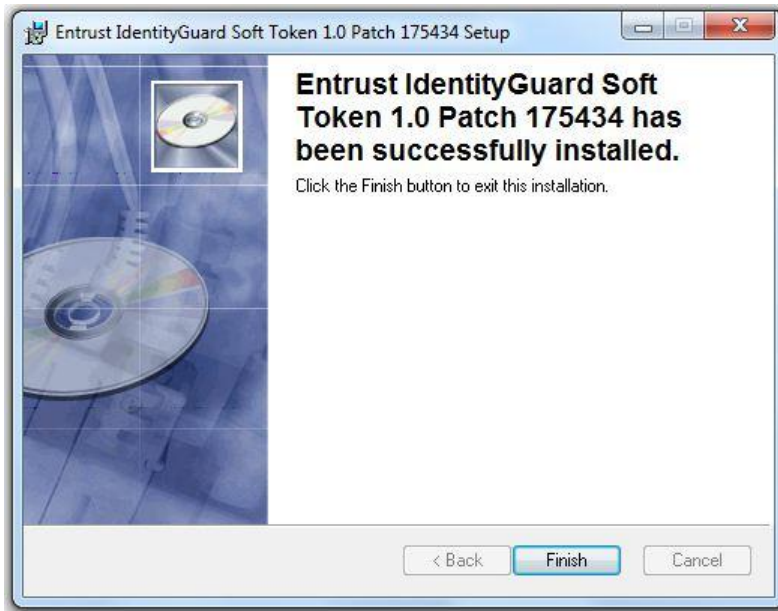 Entrust IdentityGuard Soft Token 1.0 Patch 175434 Setup
Entrust IdentityGuard Soft
Token 1.0 Patch 175434 has
been successfully installed.
Click the Finish button to exit this installation.
< Back Finish Cancel